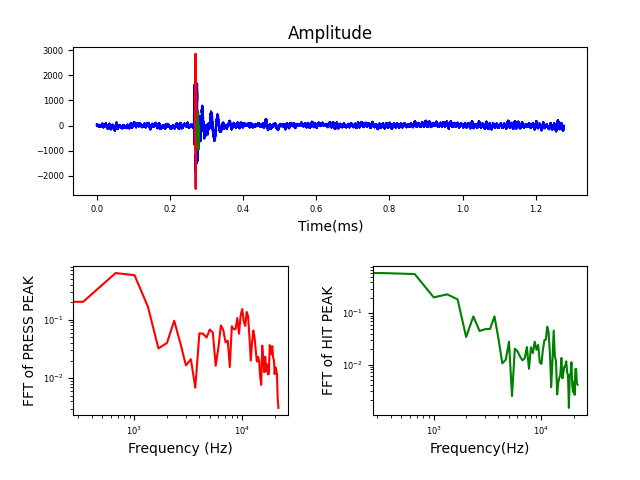 Amplitude
3000
2000
1000
0
−1000
−2000
0.0 0.2 0.4 0.6 0.8 1.0 1.2
Time(ms)
FFT of PRESS PEAK
10⁻¹
10⁻²
10³ 10⁴
Frequency (Hz)
FFT of HIT PEAK
10⁻¹
10⁻²
10³ 10⁴
Frequency(Hz)